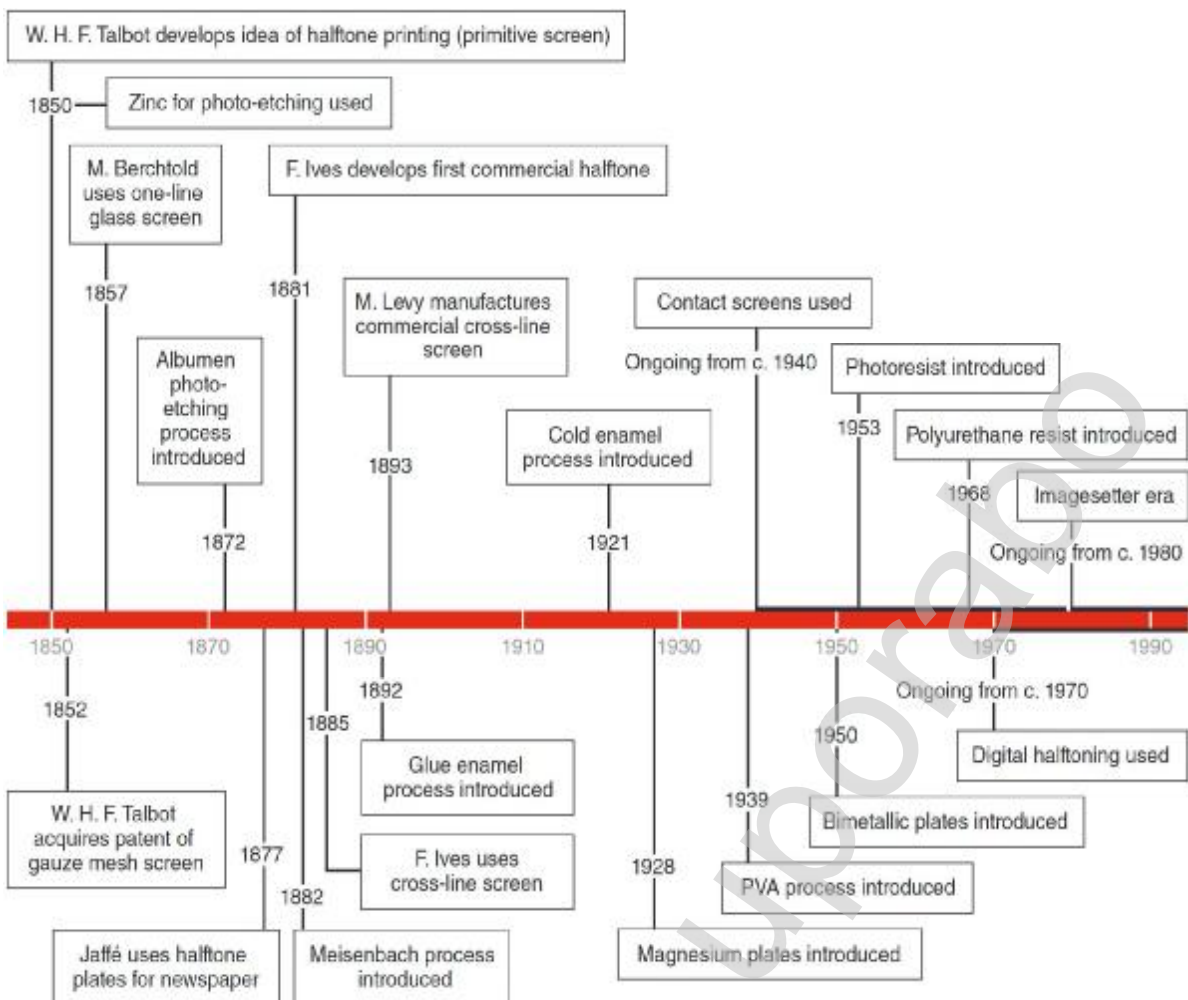 W. H. F. Talbot develops idea of halftone printing (primitive screen)
1850
Zinc for photo-etching used
M. Berchtold
uses one-line
glass screen
1857
F. Ives develops first commercial halftone
1881
Albumen
photo-
etching
process
introduced
1872
M. Levy manufactures
commercial cross-line
screen
1893
Cold enamel
process introduced
1921
Contact screens used
Ongoing from c. 1940
Photoresist introduced
1953
Polyurethane resist introduced
1968
Imagesetter era
Ongoing from c. 1980
1850 1870 1890 1910 1930 1950 1970 1990
1852
W. H. F. Talbot
acquires patent of
gauze mesh screen
1877
Jaffé uses halftone
plates for newspaper
1882
Meisenbach process
introduced
1885
F. Ives uses
cross-line screen
1892
Glue enamel
process introduced
1928
Magnesium plates introduced
1939
PVA process introduced
1950
Bimetallic plates introduced
Ongoing from c. 1970
Digital halftoning used
uporabo